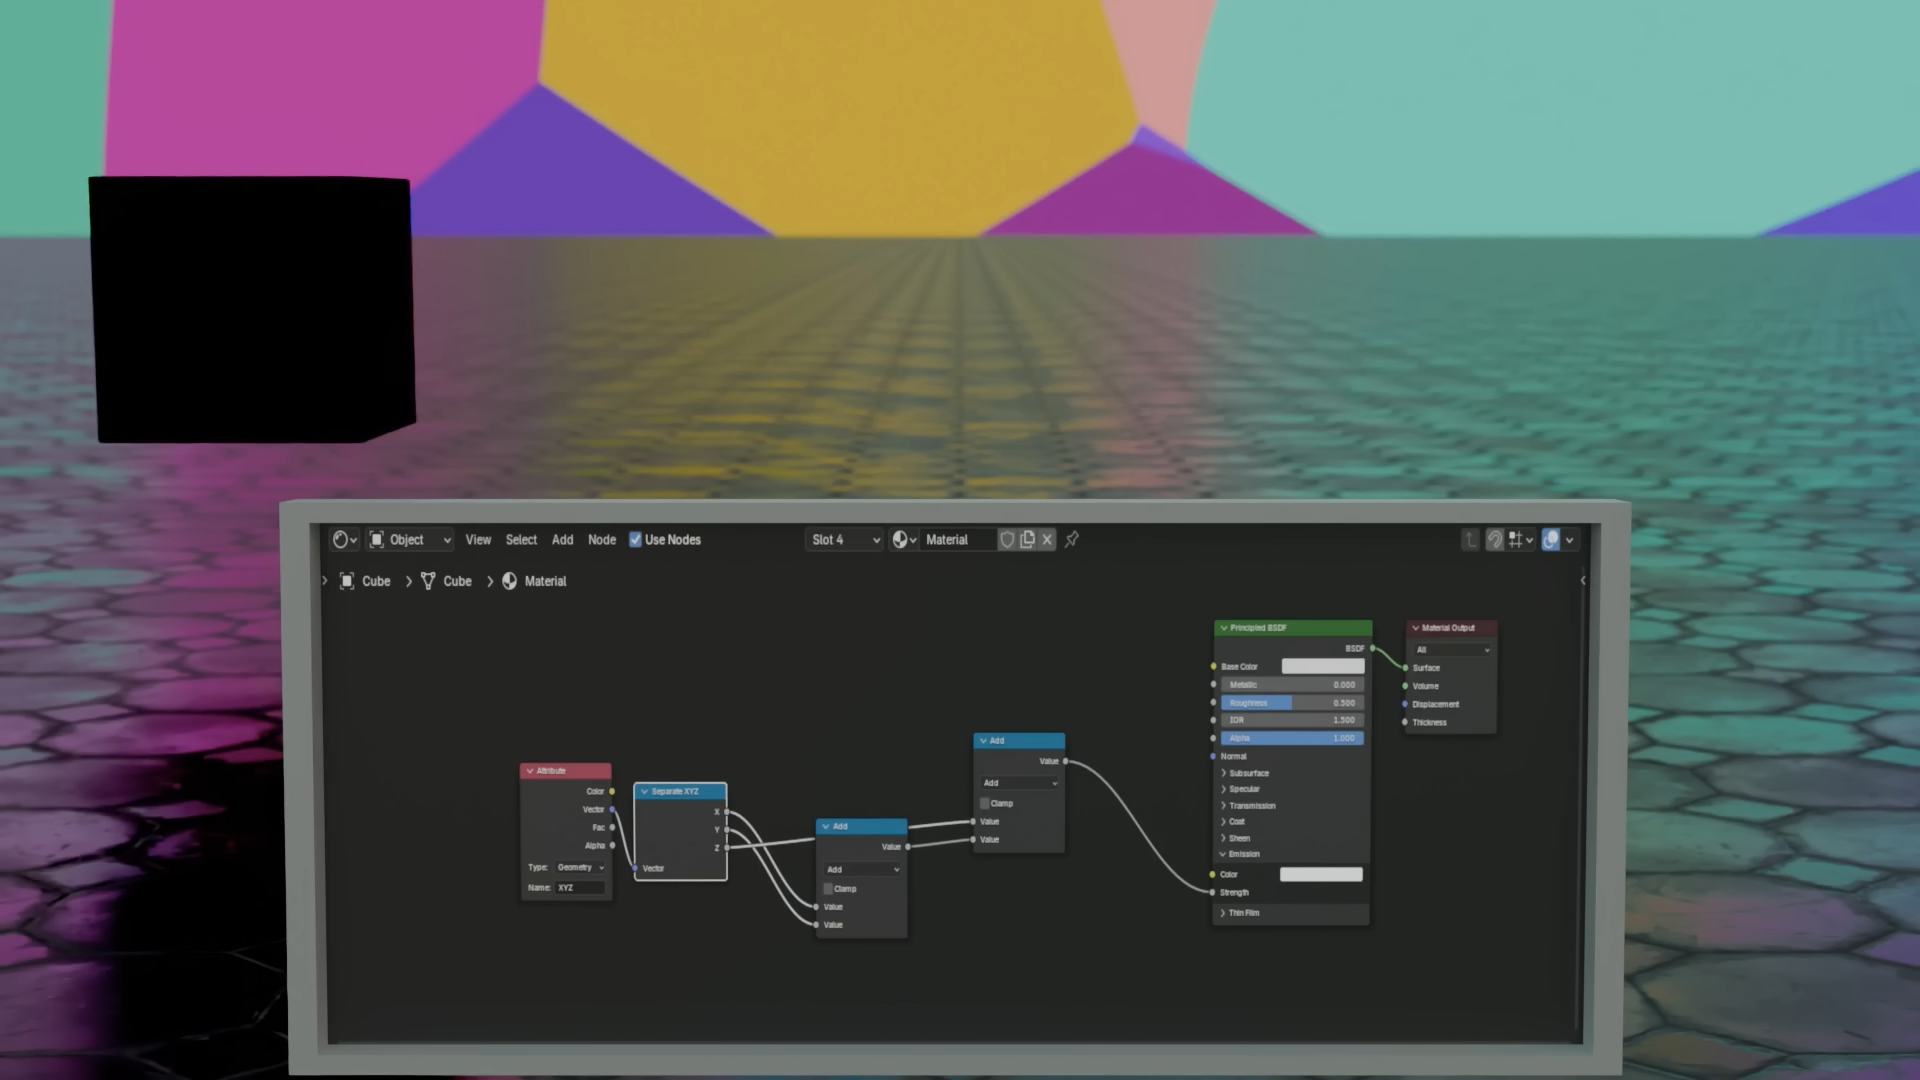 Object View Select Add Node Use Nodes Slot 4 Material
Cube Cube Material
Attribute
Color
Vector
Fac
Alpha
Type: Geometry
Name: XYZ
Separate XYZ
X
Y
Z
Vector
Add
Value
Add
Clamp
Value
Value
Add
Value
Add
Clamp
Value
Value
Principled BSDF
BSDF
Base Color
Metallic 0.000
Roughness 0.500
IOR 1.500
Alpha 1.000
Normal
Subsurface
Specular
Transmission
Coat
Sheen
Emission
Color
Strength
Thin Film
Material Output
All
Surface
Volume
Displacement
Thickness